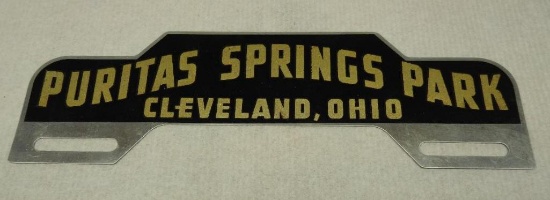 PURITAS SPRINGS PARK
CLEVELAND, OHIO